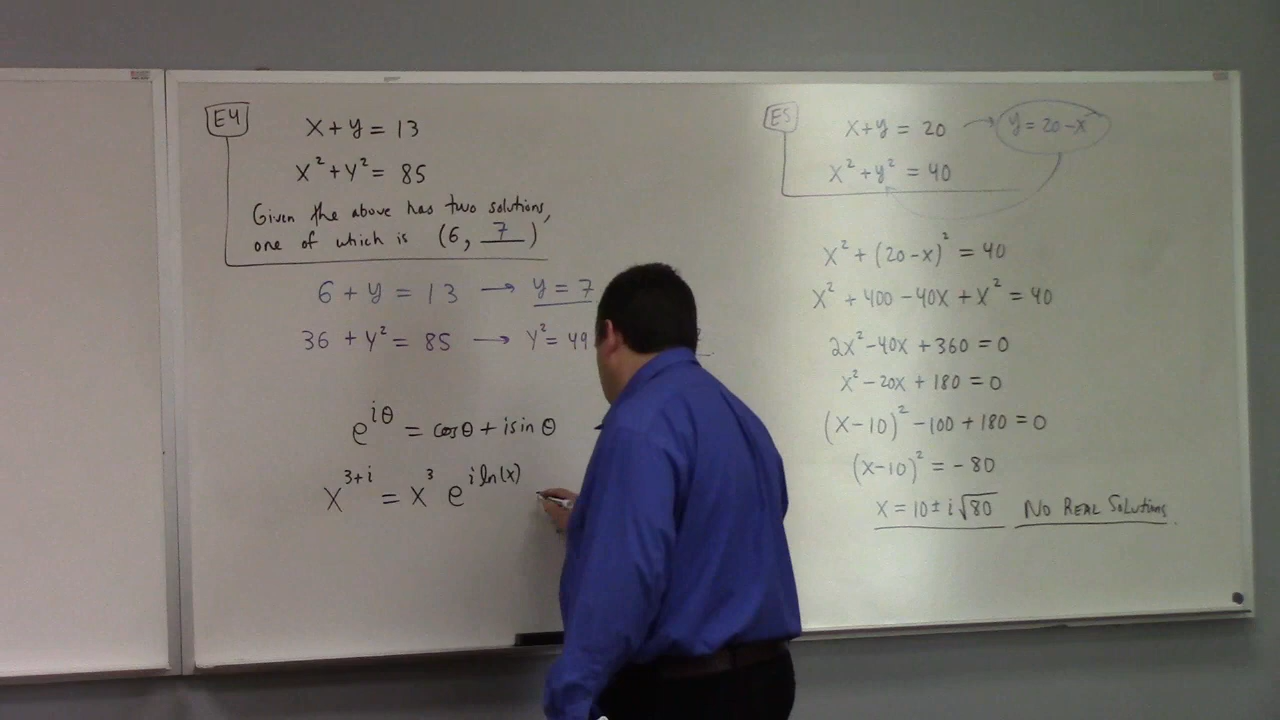 E4
x + y = 13
x² + y² = 85
Given the above has two solutions,
one of which is (6, 7)
6 + y = 13 → y = 7
36 + y² = 85 → y² = 49
e^{iθ} = cosθ + i sin θ
x^{3+i} = x³ e^{i ln(x)}
E5
x + y = 20 → y = 20 - x
x² + y² = 40
x² + (20 - x)² = 40
x² + 400 - 40x + x² = 40
2x² - 40x + 360 = 0
x² - 20x + 180 = 0
(x - 10)² - 100 + 180 = 0
(x - 10)² = -80
x = 10 ± i√80 No Real Solutions.